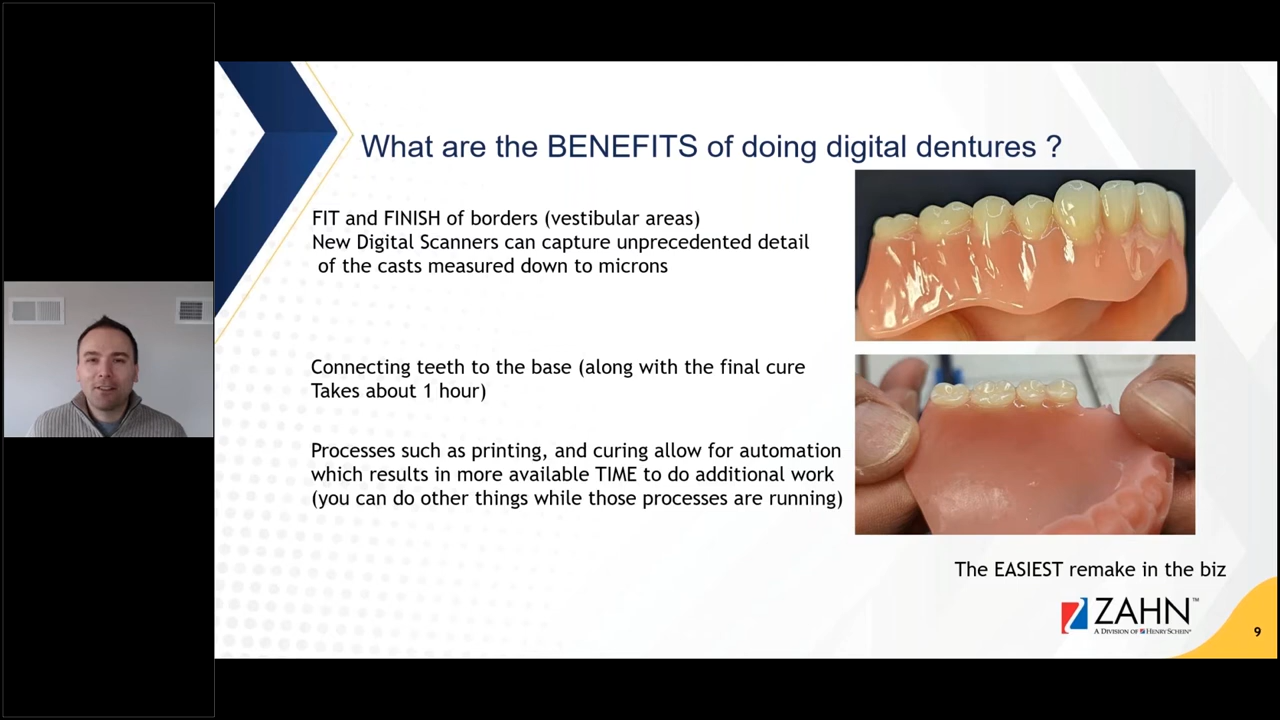 What are the BENEFITS of doing digital dentures ?
FIT and FINISH of borders (vestibular areas)
New Digital Scanners can capture unprecedented detail
of the casts measured down to microns
Connecting teeth to the base (along with the final cure
Takes about 1 hour)
Processes such as printing, and curing allow for automation
which results in more available TIME to do additional work
(you can do other things while those processes are running)
The EASIEST remake in the biz
ZAHN™
A DIVISION OF HENRY SCHEIN®
9